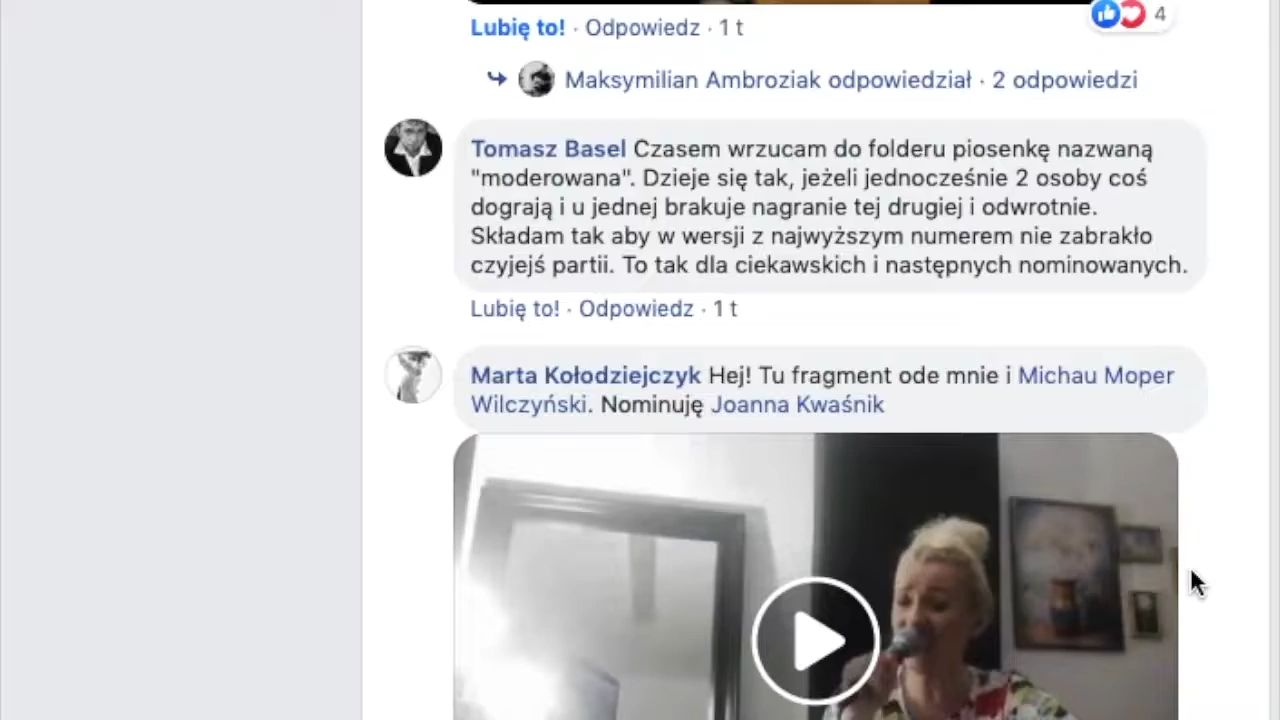 4
Lubię to! · Odpowiedz · 1 t
Maksymilian Ambroziak odpowiedział · 2 odpowiedzi
Tomasz Basel Czasem wrzucam do folderu piosenkę nazwaną
"moderowana". Dzieje się tak, jeżeli jednocześnie 2 osoby coś
dograją i u jednej brakuje nagranie tej drugiej i odwrotnie.
Składam tak aby w wersji z najwyższym numerem nie zabrakło
czyjejś partii. To tak dla ciekawskich i następnych nominowanych.
Lubię to! · Odpowiedz · 1 t
Marta Kołodziejczyk Hej! Tu fragment ode mnie i Michau Moper
Wilczyński. Nominuję Joanna Kwaśnik